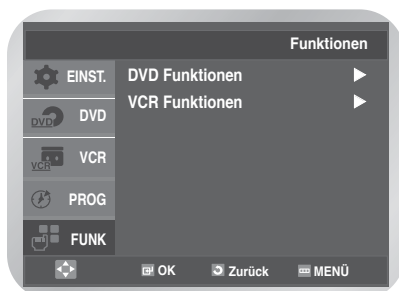 Funktionen
EINST.
DVD Funktionen
VCR Funktionen
DVD DVD
VCR VCR
PROG
FUNK
OK Zurück MENÜ